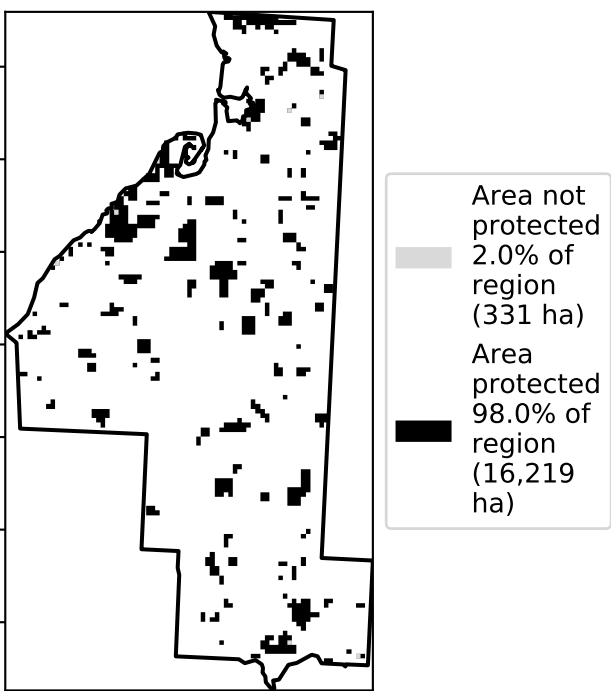 Area not
protected
2.0% of
region
(331 ha)
Area
protected
98.0% of
region
(16,219
ha)